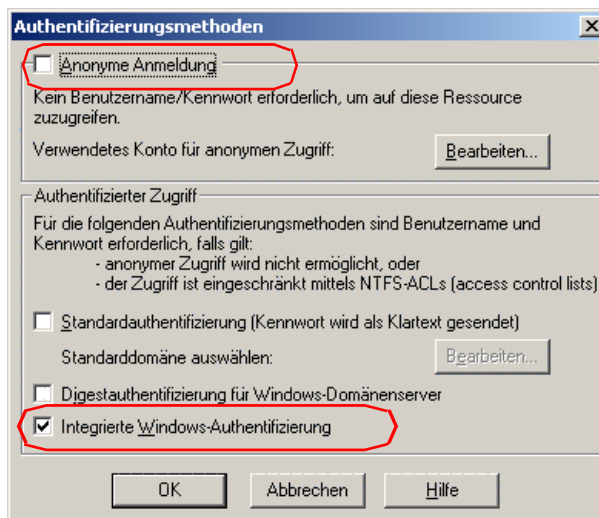 Authentifizierungsmethoden
Anonyme Anmeldung
Kein Benutzername/Kennwort erforderlich, um auf diese Ressource
zuzugreifen.
Verwendetes Konto für anonymen Zugriff:
Bearbeiten...
Authentifizierter Zugriff
Für die folgenden Authentifizierungsmethoden sind Benutzername und
Kennwort erforderlich, falls gilt:
- anonymer Zugriff wird nicht ermöglicht, oder
- der Zugriff ist eingeschränkt mittels NTFS-ACLs (access control lists)
Standardauthentifizierung (Kennwort wird als Klartext gesendet)
Standarddomäne auswählen:
Bearbeiten...
Digestauthentifizierung für Windows-Domänenserver
Integrierte Windows-Authentifizierung
OK
Abbrechen
Hilfe